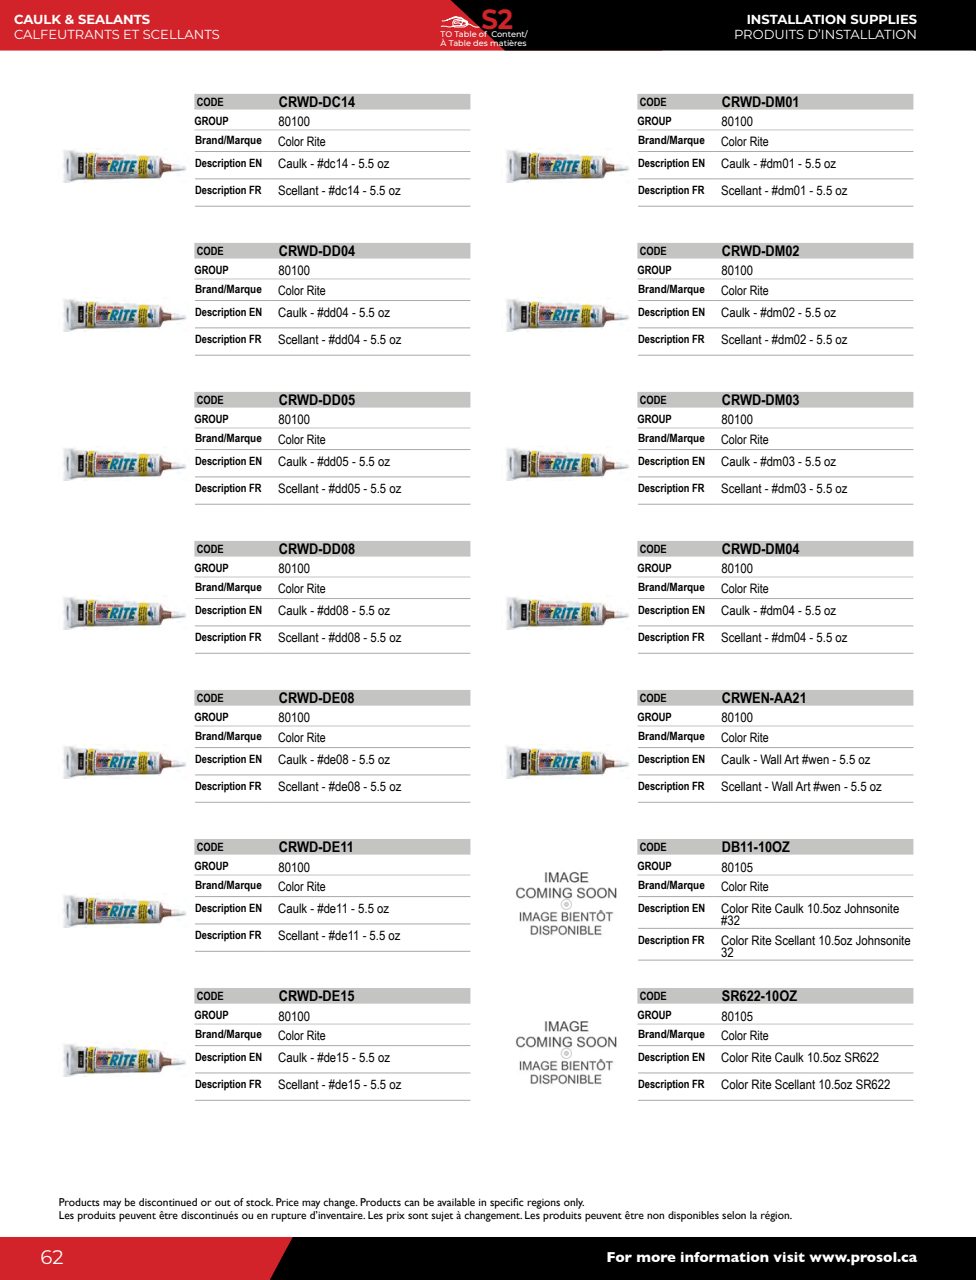 CAULK & SEALANTS
CALFEUTRANTS ET SCELLANTS
S2
TO Table of Content/
À Table des matières
INSTALLATION SUPPLIES
PRODUITS D'INSTALLATION
CODE CRWD-DC14
GROUP 80100
Brand/Marque Color Rite
Description EN Caulk - #dc14 - 5.5 oz
Description FR Scellant - #dc14 - 5.5 oz
RITE
CODE CRWD-DD04
GROUP 80100
Brand/Marque Color Rite
Description EN Caulk - #dd04 - 5.5 oz
Description FR Scellant - #dd04 - 5.5 oz
RITE
CODE CRWD-DD05
GROUP 80100
Brand/Marque Color Rite
Description EN Caulk - #dd05 - 5.5 oz
Description FR Scellant - #dd05 - 5.5 oz
RITE
CODE CRWD-DD08
GROUP 80100
Brand/Marque Color Rite
Description EN Caulk - #dd08 - 5.5 oz
Description FR Scellant - #dd08 - 5.5 oz
RITE
CODE CRWD-DE08
GROUP 80100
Brand/Marque Color Rite
Description EN Caulk - #de08 - 5.5 oz
Description FR Scellant - #de08 - 5.5 oz
RITE
CODE CRWD-DE11
GROUP 80100
Brand/Marque Color Rite
Description EN Caulk - #de11 - 5.5 oz
Description FR Scellant - #de11 - 5.5 oz
RITE
CODE CRWD-DE15
GROUP 80100
Brand/Marque Color Rite
Description EN Caulk - #de15 - 5.5 oz
Description FR Scellant - #de15 - 5.5 oz
RITE
CODE CRWD-DM01
GROUP 80100
Brand/Marque Color Rite
Description EN Caulk - #dm01 - 5.5 oz
Description FR Scellant - #dm01 - 5.5 oz
RITE
CODE CRWD-DM02
GROUP 80100
Brand/Marque Color Rite
Description EN Caulk - #dm02 - 5.5 oz
Description FR Scellant - #dm02 - 5.5 oz
RITE
CODE CRWD-DM03
GROUP 80100
Brand/Marque Color Rite
Description EN Caulk - #dm03 - 5.5 oz
Description FR Scellant - #dm03 - 5.5 oz
RITE
CODE CRWD-DM04
GROUP 80100
Brand/Marque Color Rite
Description EN Caulk - #dm04 - 5.5 oz
Description FR Scellant - #dm04 - 5.5 oz
RITE
CODE CRWEN-AA21
GROUP 80100
Brand/Marque Color Rite
Description EN Caulk - Wall Art #wen - 5.5 oz
Description FR Scellant - Wall Art #wen - 5.5 oz
RITE
CODE DB11-10OZ
GROUP 80105
Brand/Marque Color Rite
Description EN Color Rite Caulk 10.5oz Johnsonite
#32
Description FR Color Rite Scellant 10.5oz Johnsonite
32
IMAGE
COMING SOON
IMAGE BIENTÔT
DISPONIBLE
CODE SR622-10OZ
GROUP 80105
Brand/Marque Color Rite
Description EN Color Rite Caulk 10.5oz SR622
Description FR Color Rite Scellant 10.5oz SR622
IMAGE
COMING SOON
IMAGE BIENTÔT
DISPONIBLE
Products may be discontinued or out of stock. Price may change. Products can be available in specific regions only.
Les produits peuvent être discontinués ou en rupture d'inventaire. Les prix sont sujet à changement. Les produits peuvent être non disponibles selon la région.
62
For more information visit www.prosol.ca